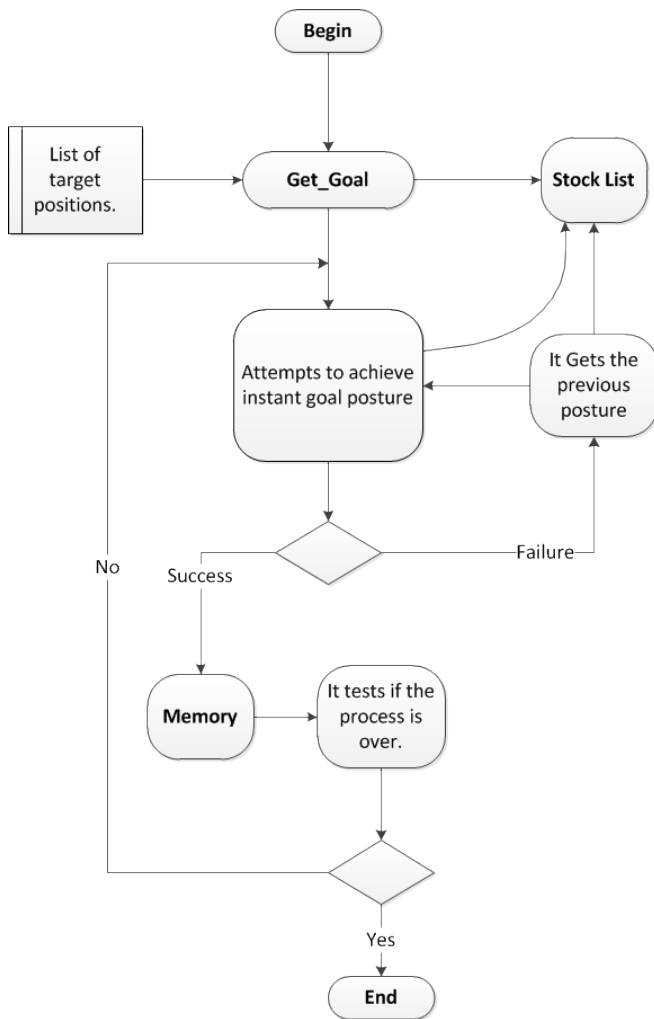 Begin
List of
target
positions.
Get_Goal
Stock List
Attempts to achieve
instant goal posture
It Gets the
previous
posture
Failure
Success
No
Memory
It tests if the
process is
over.
Yes
End